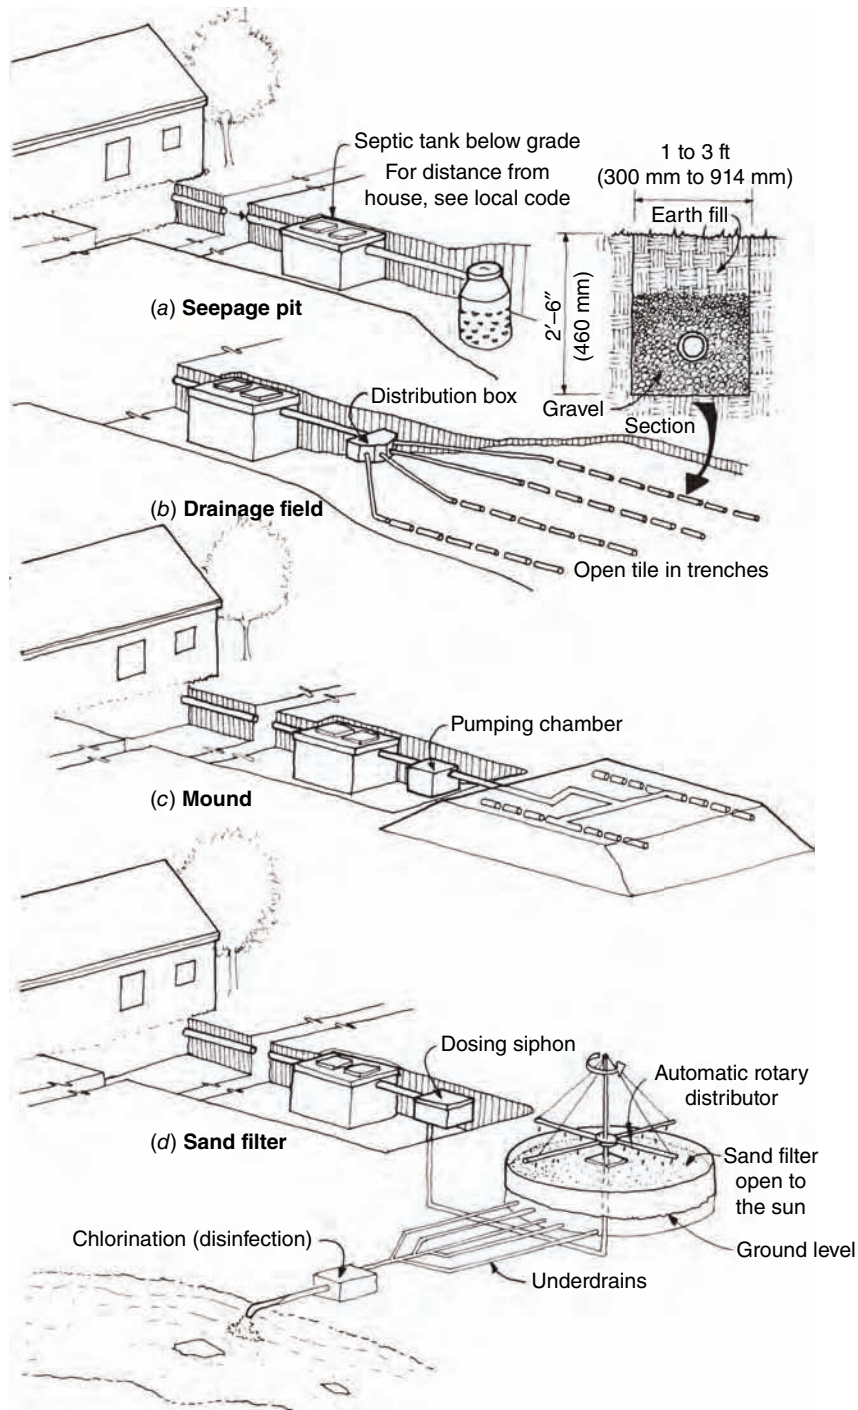 Septic tank below grade
For distance from
house, see local code
1 to 3 ft
(300 mm to 914 mm)
Earth fill
2′–6″
(460 mm)
Gravel
Section
(a) Seepage pit
Distribution box
(b) Drainage field
Open tile in trenches
Pumping chamber
(c) Mound
Dosing siphon
Automatic rotary
distributor
(d) Sand filter
Sand filter
open to
the sun
Chlorination (disinfection)
Ground level
Underdrains